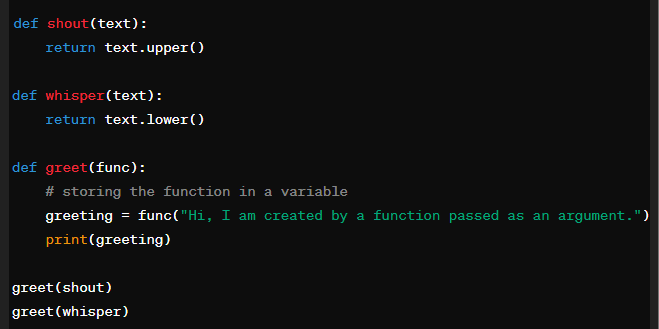 def shout(text):
    return text.upper()

def whisper(text):
    return text.lower()

def greet(func):
    # storing the function in a variable
    greeting = func("Hi, I am created by a function passed as an argument.")
    print(greeting)

greet(shout)
greet(whisper)